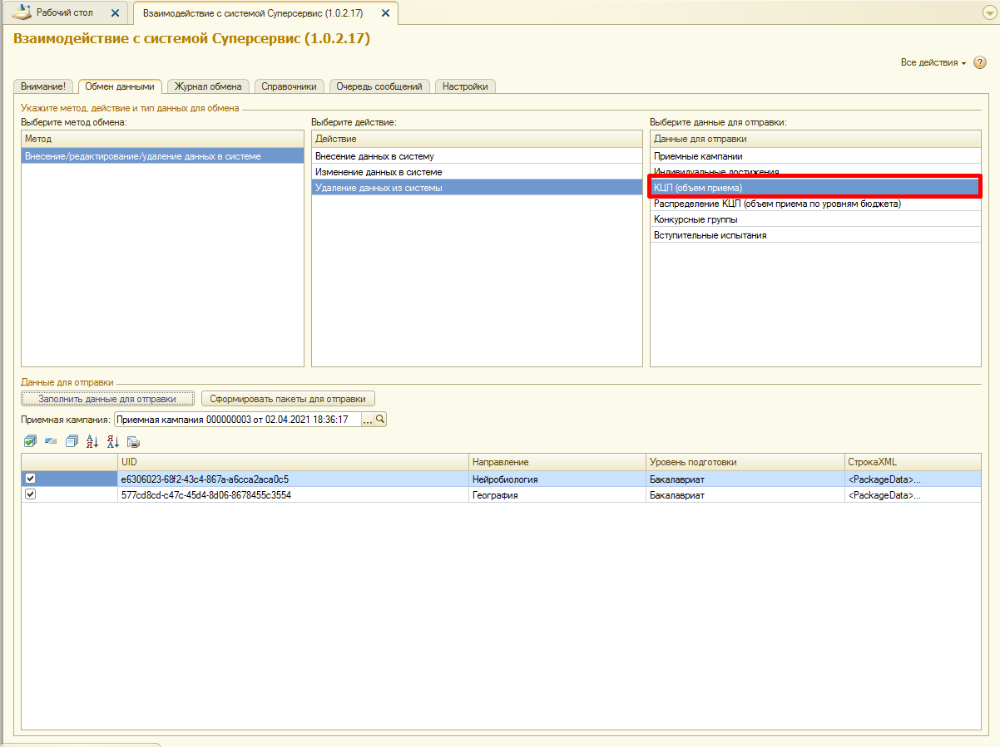 Рабочий стол
Взаимодействие с системой Суперсервис (1.0.2.17)
Взаимодействие с системой Суперсервис (1.0.2.17)
Все действия
?
Внимание! Обмен данными Журнал обмена Справочники Очередь сообщений Настройки
Укажите метод, действие и тип данных для обмена
Выберите метод обмена: Выберите действие: Выберите данные для отправки:
Метод Действие Данные для отправки
Внесение/редактирование/удаление данных в системе
Внесение данных в систему
Изменение данных в системе
Удаление данных из системы
Приемные кампании
Индивидуальные достижения
КЦП (объем приема)
Распределение КЦП (объем приема по уровням бюджета)
Конкурсные группы
Вступительные испытания
Данные для отправки
Заполнить данные для отправки Сформировать пакеты для отправки
Приемная кампания: Приемная кампания 000000003 от 02.04.2021 18:36:17 ...
UID Направление Уровень подготовки СтрокаXML
e6306023-68f2-43c4-867a-a6cca2aca0c5 Нейробиология Бакалавриат <PackageData>...
577cd8cd-c47c-45d4-8d06-8678455c3554 География Бакалавриат <PackageData>...